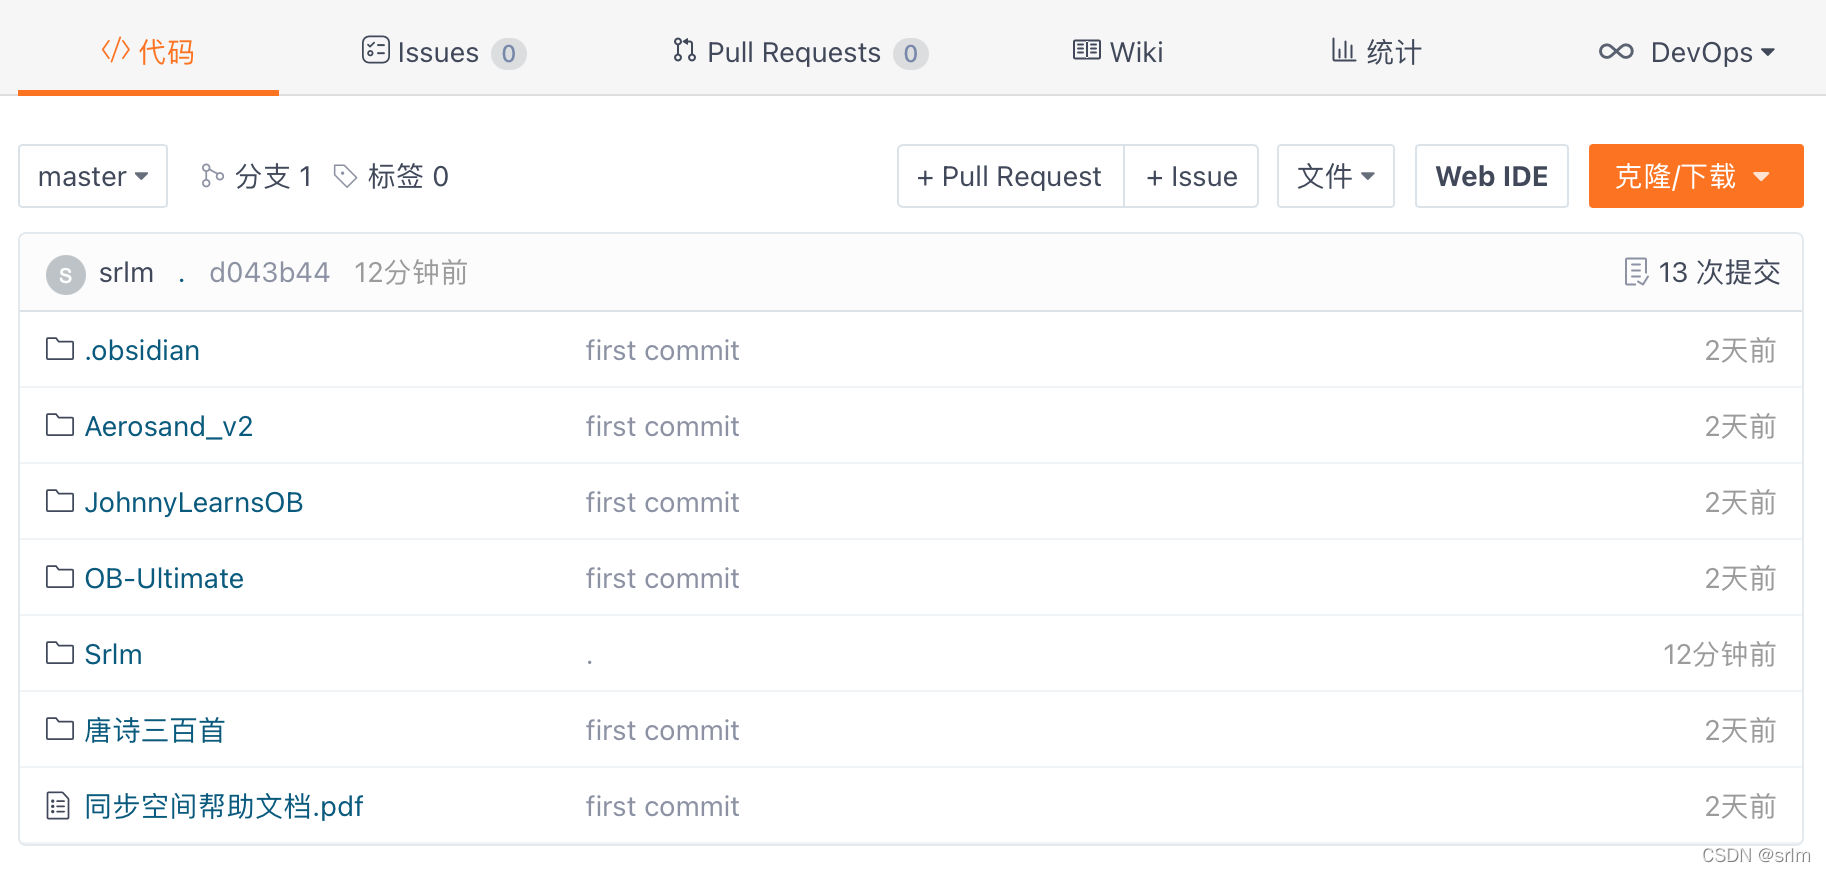 代码 Issues 0 Pull Requests 0 Wiki 统计 DevOps
master 分支 1 标签 0 + Pull Request + Issue 文件 Web IDE 克隆/下载
S srlm . d043b44 12分钟前 13 次提交
.obsidian first commit 2天前
Aerosand_v2 first commit 2天前
JohnnyLearnsOB first commit 2天前
OB-Ultimate first commit 2天前
Srlm . 12分钟前
唐诗三百首 first commit 2天前
同步空间帮助文档.pdf first commit 2天前
CSDN @srlm